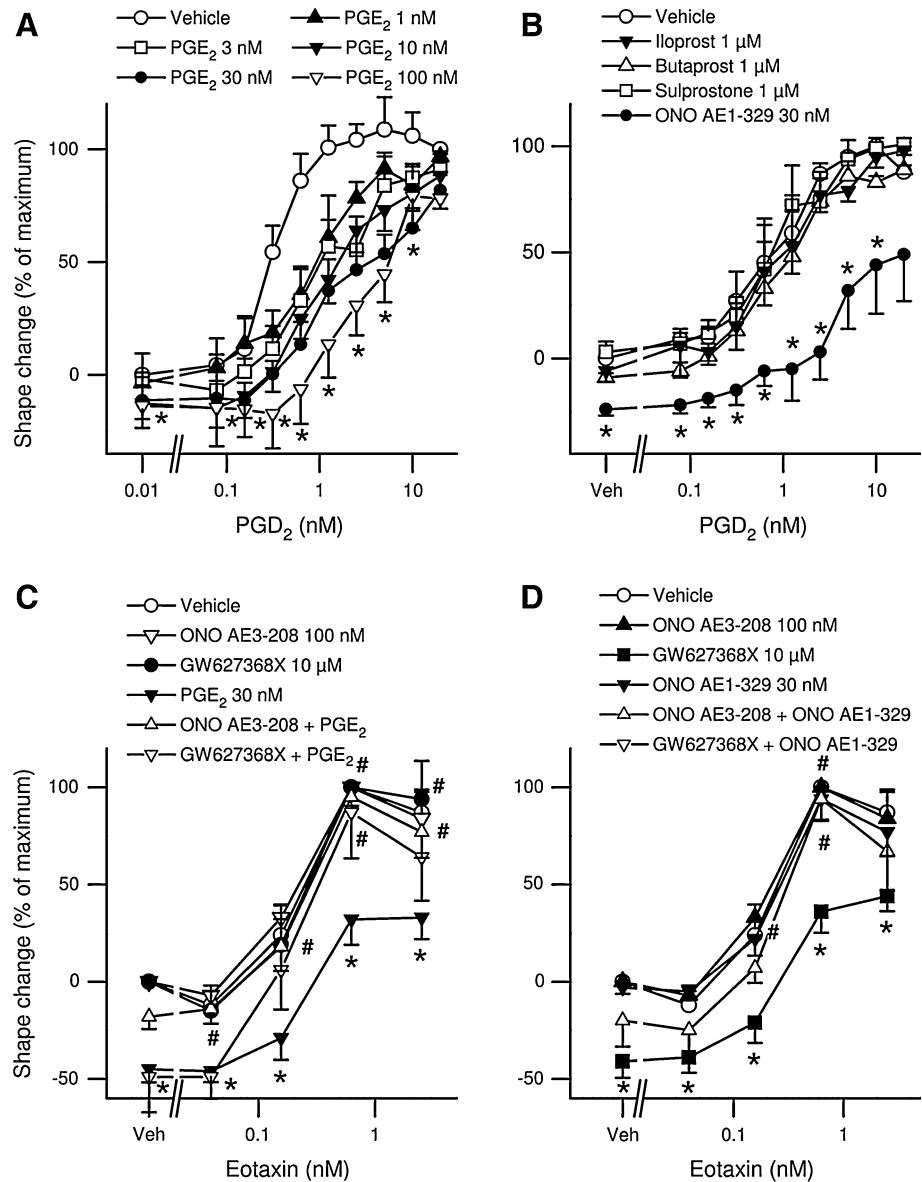 A
Vehicle
PGE2 1 nM
PGE2 3 nM
PGE2 10 nM
PGE2 30 nM
PGE2 100 nM
Shape change (% of maximum)
100
50
0
* * * * * * * * * *
0.01 0.1 1 10
PGD2 (nM)
B
Vehicle
Iloprost 1 µM
Butaprost 1 µM
Sulprostone 1 µM
ONO AE1-329 30 nM
100
50
0
* * * * * * * * *
Veh 0.1 1 10
PGD2 (nM)
C
Vehicle
ONO AE3-208 100 nM
GW627368X 10 µM
PGE2 30 nM
ONO AE3-208 + PGE2
GW627368X + PGE2
Shape change (% of maximum)
# #
# #
#
* *
#
* * *
100
50
0
-50
Veh 0.1 1
Eotaxin (nM)
D
Vehicle
ONO AE3-208 100 nM
GW627368X 10 µM
ONO AE1-329 30 nM
ONO AE3-208 + ONO AE1-329
GW627368X + ONO AE1-329
#
#
#
* *
* * *
100
50
0
-50
Veh 0.1 1
Eotaxin (nM)